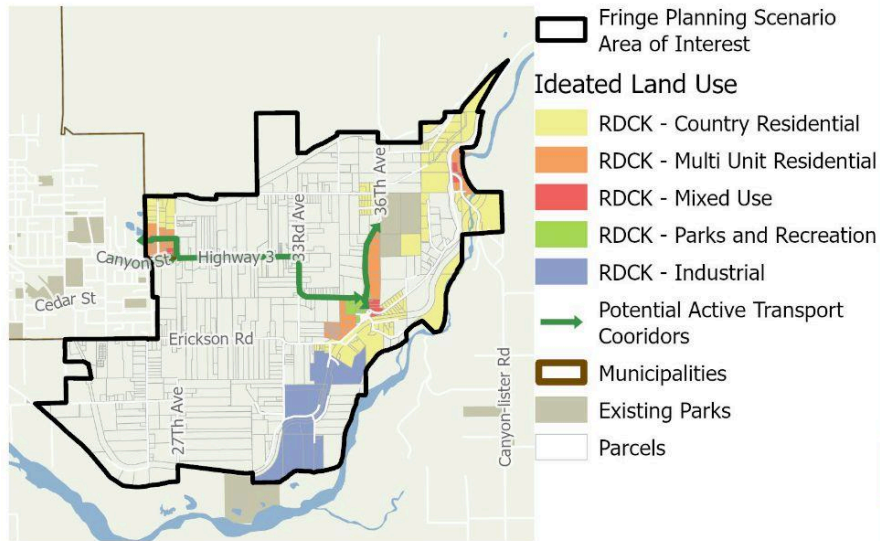 Fringe Planning Scenario
Area of Interest
Ideated Land Use
RDCK - Country Residential
RDCK - Multi Unit Residential
RDCK - Mixed Use
RDCK - Parks and Recreation
RDCK - Industrial
Potential Active Transport
Cooridors
Municipalities
Existing Parks
Parcels
36Th Ave
33Rd Ave
Canyon St
Highway 3
Cedar St
Erickson Rd
27Th Ave
Canyon-lister Rd